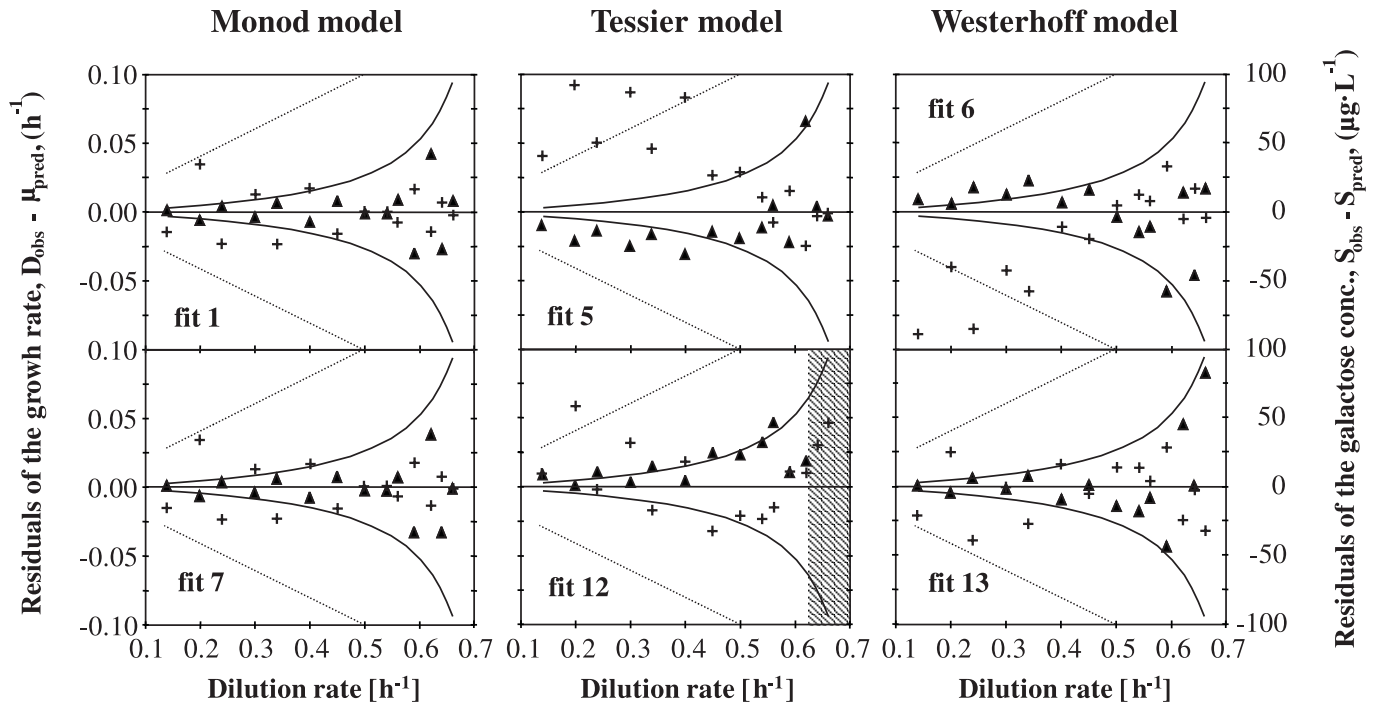 Monod model Tessier model Westerhoff model
Residuals of the growh rate, D_obs - μ_pred, (h⁻¹)
Residuals of the galactose conc., S_obs - S_pred, (μg·L⁻¹)
0.10 100
0.05 fit 6 50
0.00 0
-0.05 -50
fit 1 fit 5
0.10 100
0.05 50
0.00 0
-0.05 -50
fit 7 fit 12 fit 13
-0.10 -100
0.1 0.2 0.3 0.4 0.5 0.6 0.7 0.1 0.2 0.3 0.4 0.5 0.6 0.7 0.1 0.2 0.3 0.4 0.5 0.6 0.7
Dilution rate [h⁻¹] Dilution rate [h⁻¹] Dilution rate [h⁻¹]